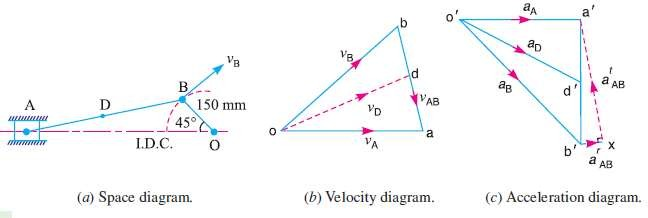 A
D
B
v_B
150 mm
45°
I.D.C.
O
(a) Space diagram.
o
b
v_B
d
v_D
v_AB
v_A
a
(b) Velocity diagram.
o'
a_A
a'
a_D
a_B
d'
a^t_AB
b'
x
a^r_AB
(c) Acceleration diagram.